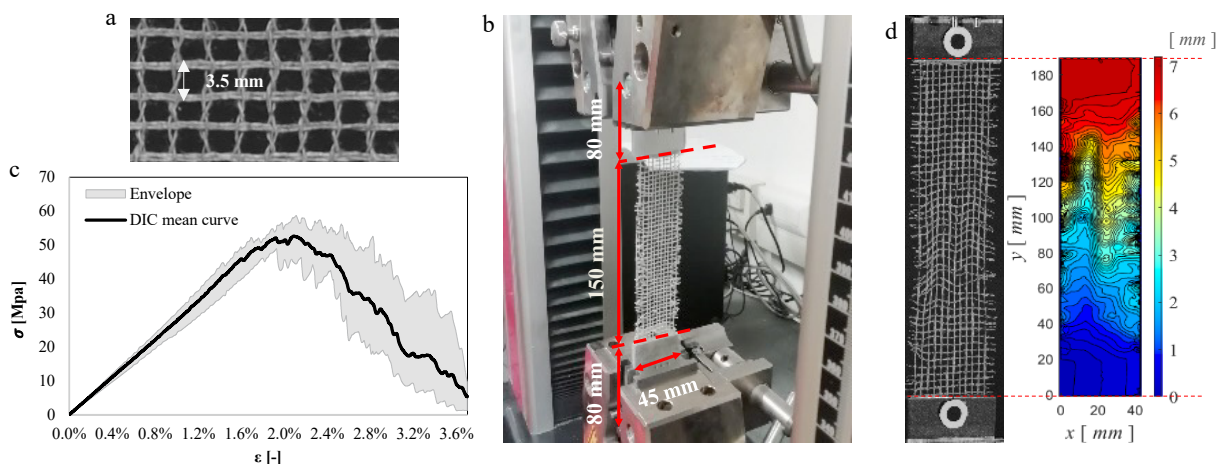 a
3.5 mm
b
80 mm
150 mm
80 mm
45 mm
c
70
60
50
40
30
20
10
0
σ [Mpa]
Envelope
DIC mean curve
0.0% 0.4% 0.8% 1.2% 1.6% 2.0% 2.4% 2.8% 3.2% 3.6%
ε [-]
d
[ mm ]
180
160
140
120
100
80
60
40
20
0
y [ mm ]
0 20 40
x [ mm ]
7
6
5
4
3
2
1
0